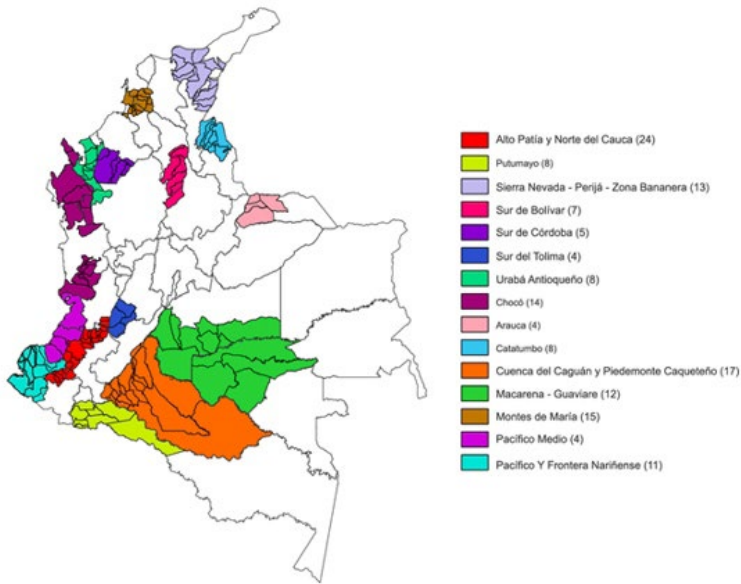 Alto Patía y Norte del Cauca (24)
Putumayo (8)
Sierra Nevada - Perijá - Zona Bananera (13)
Sur de Bolívar (7)
Sur de Córdoba (5)
Sur del Tolima (4)
Urabá Antioqueño (8)
Chocó (14)
Arauca (4)
Catatumbo (8)
Cuenca del Caguán y Piedemonte Caqueteño (17)
Macarena - Guaviare (12)
Montes de María (15)
Pacífico Medio (4)
Pacífico Y Frontera Nariñense (11)